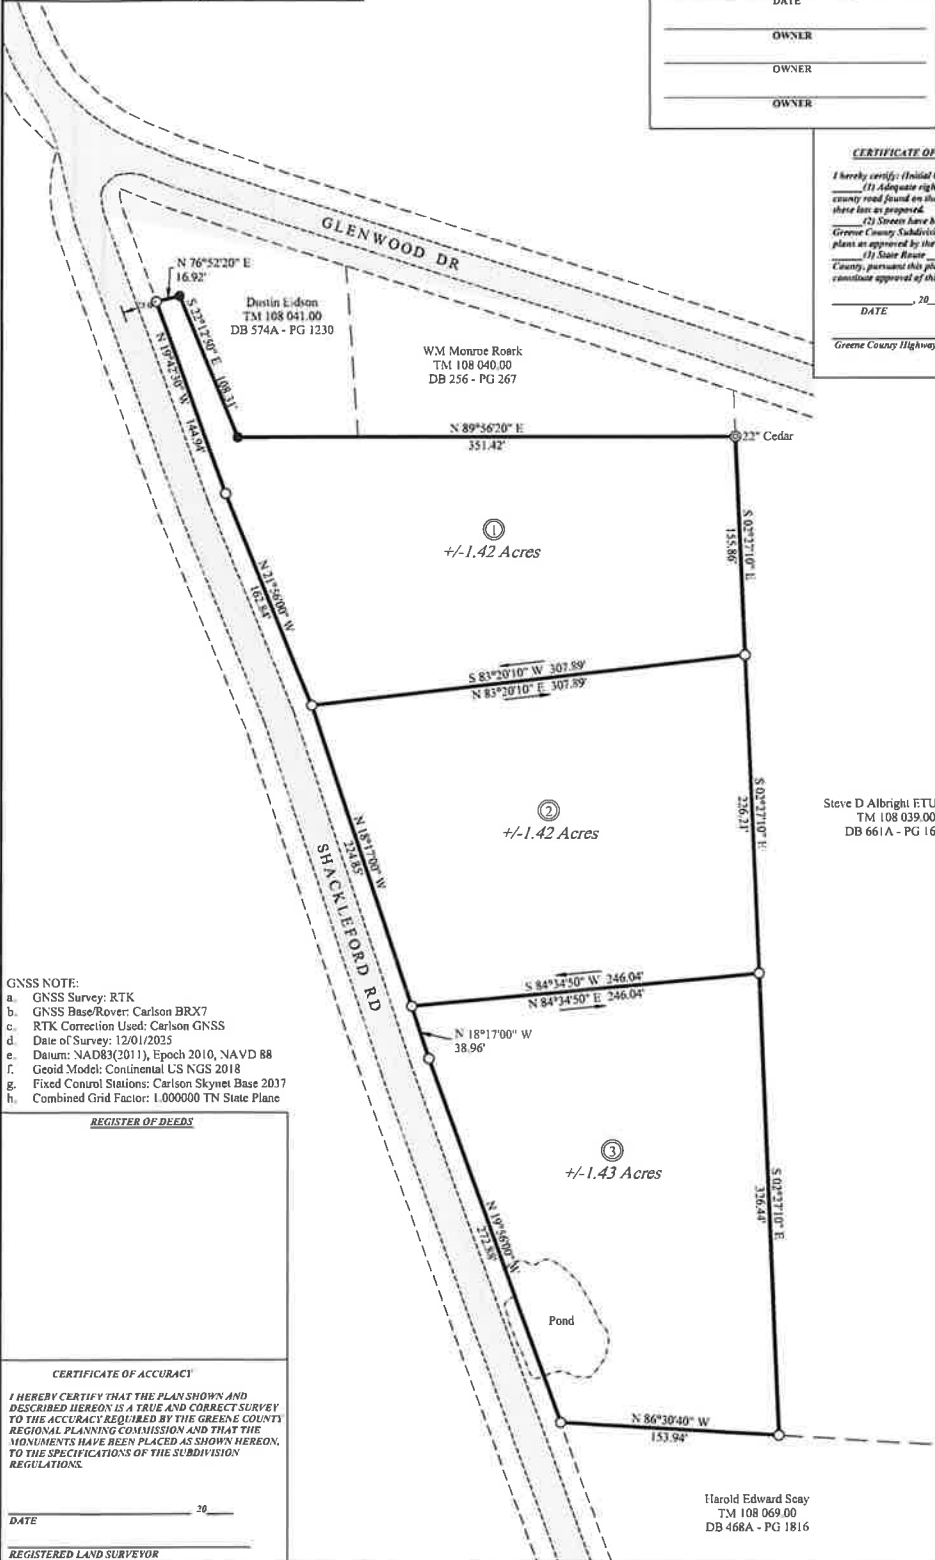 DATE
OWNER
OWNER
OWNER
CERTIFICATE OF
I hereby certify: (Initial
(1) Adequate righ
county road found on the
these lots as proposed.
(2) Streets have b
Greene County Subdivisi
plans as approved by the
(3) State Route
County, pursuant this pl
constitute approval of th
, 20
DATE
Greene County Highway
GLENWOOD DR
N 76°52'20" E
16.92'
S 22°12'50" E 108.31'
N 19°42'30" W 144.94'
Dustin Eidson
TM 108 041.00
DB 574A - PG 1230
WM Monroe Roark
TM 108 040.00
DB 256 - PG 267
N 89°56'20" E
351.42'
22" Cedar
1
+/-1.42 Acres
S 02°27'10" E
155.86'
N 21°56'00" W
162.84'
S 83°20'10" W 307.89'
N 83°20'10" E 307.89'
2
+/-1.42 Acres
S 02°27'10" E
226.21'
Steve D Albright ETU
TM 108 039.00
DB 661A - PG 16
N 18°17'00" W
224.85'
SHACKLEFORD RD
S 84°34'50" W 246.04'
N 84°34'50" E 246.04'
N 18°17'00" W
38.96'
GNSS NOTE:
a. GNSS Survey: RTK
b. GNSS Base/Rover: Carlson BRX7
c. RTK Correction Used: Carlson GNSS
d. Date of Survey: 12/01/2025
e. Datum: NAD83(2011), Epoch 2010, NAVD 88
f. Geoid Model: Continental US NGS 2018
g. Fixed Control Stations: Carlson Skynet Base 2037
h. Combined Grid Factor: 1.000000 TN State Plane
REGISTER OF DEEDS
3
+/-1.43 Acres
S 02°27'10" E
326.44'
N 19°56'00" W
272.88'
Pond
N 86°30'40" W
153.94'
CERTIFICATE OF ACCURACY
I HEREBY CERTIFY THAT THE PLAN SHOWN AND
DESCRIBED HEREON IS A TRUE AND CORRECT SURVEY
TO THE ACCURACY REQUIRED BY THE GREENE COUNTY
REGIONAL PLANNING COMMISSION AND THAT THE
MONUMENTS HAVE BEEN PLACED AS SHOWN HEREON,
TO THE SPECIFICATIONS OF THE SUBDIVISION
REGULATIONS.
20
DATE
REGISTERED LAND SURVEYOR
Harold Edward Seay
TM 108 069.00
DB 468A - PG 1816